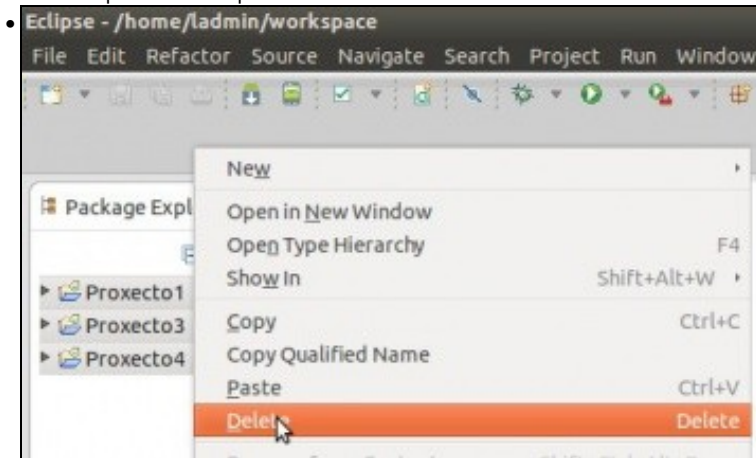 Eclipse - /home/ladmin/workspace
File Edit Refactor Source Navigate Search Project Run Window
New
Package Expl
Open in New Window
Open Type Hierarchy F4
Show In Shift+Alt+W
Proxecto1
Copy Ctrl+C
Proxecto3
Copy Qualified Name
Proxecto4
Paste Ctrl+V
Delete Delete